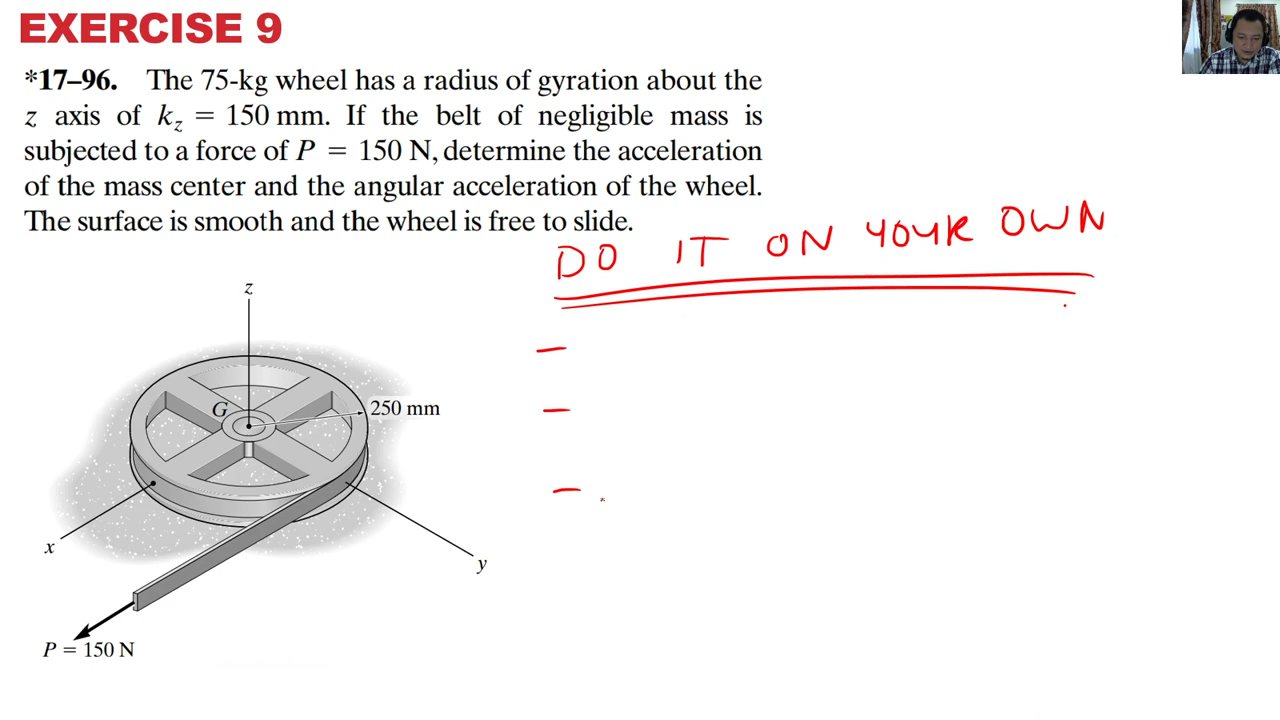 EXERCISE 9
*17–96. The 75-kg wheel has a radius of gyration about the
z axis of k_z = 150 mm. If the belt of negligible mass is
subjected to a force of P = 150 N, determine the acceleration
of the mass center and the angular acceleration of the wheel.
The surface is smooth and the wheel is free to slide.
DO IT ON YOUR OWN
z
G
250 mm
x
y
P = 150 N